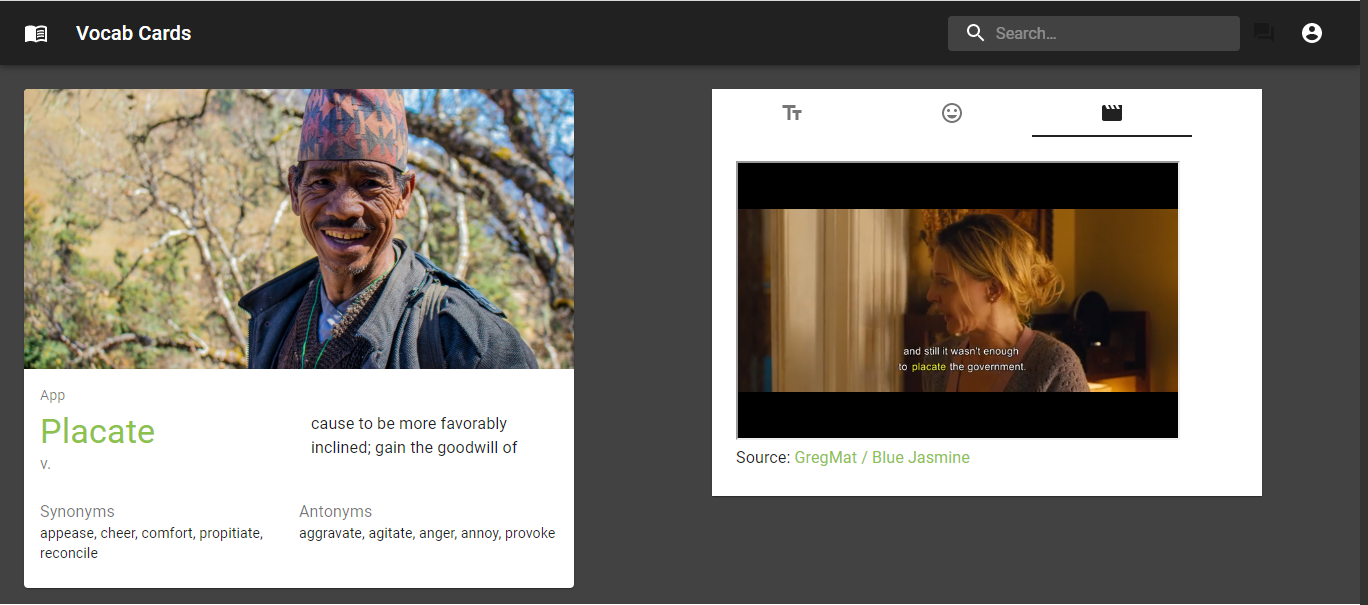 Vocab Cards
Search...
App
Placate
v.
cause to be more favorably
inclined; gain the goodwill of
Synonyms
appease, cheer, comfort, propitiate,
reconcile
Antonyms
aggravate, agitate, anger, annoy, provoke
TT
and still it wasn't enough
to placate the government.
Source: GregMat / Blue Jasmine